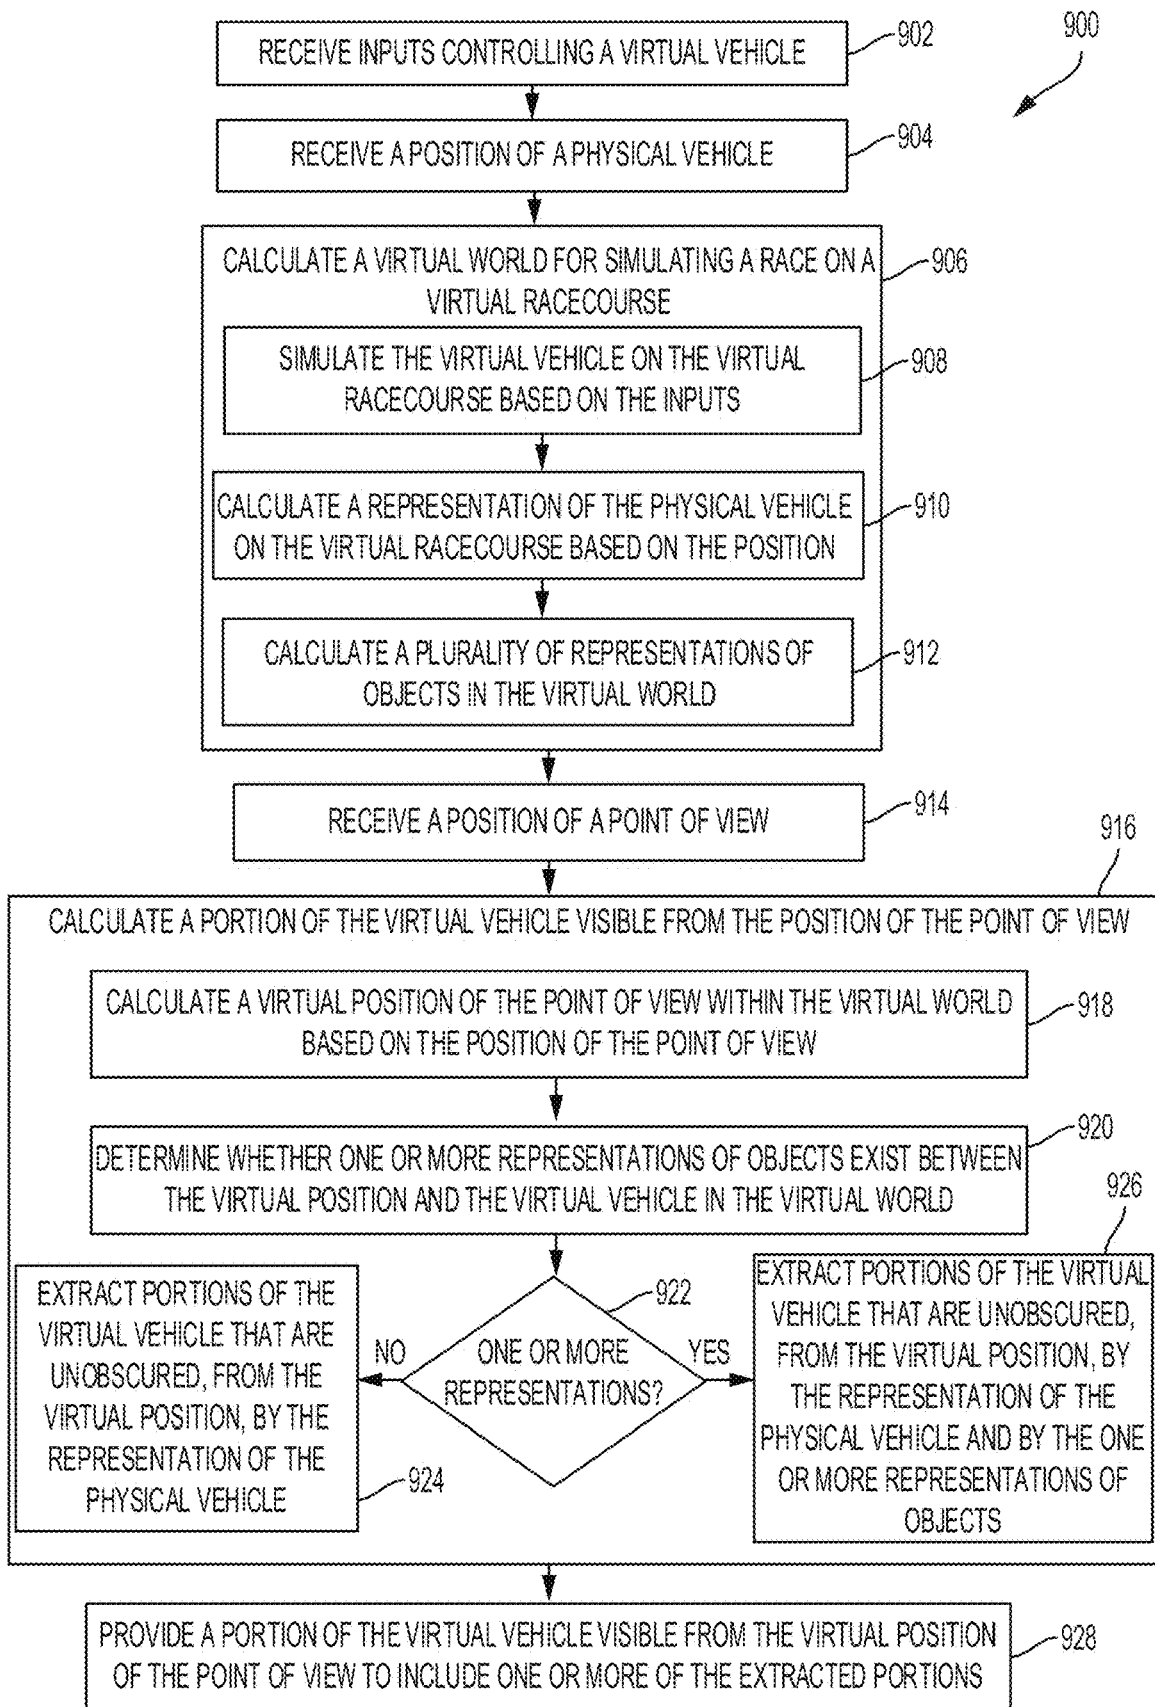 900
RECEIVE INPUTS CONTROLLING A VIRTUAL VEHICLE
902
RECEIVE A POSITION OF A PHYSICAL VEHICLE
904
CALCULATE A VIRTUAL WORLD FOR SIMULATING A RACE ON A
VIRTUAL RACECOURSE
906
SIMULATE THE VIRTUAL VEHICLE ON THE VIRTUAL
RACECOURSE BASED ON THE INPUTS
908
CALCULATE A REPRESENTATION OF THE PHYSICAL VEHICLE
ON THE VIRTUAL RACECOURSE BASED ON THE POSITION
910
CALCULATE A PLURALITY OF REPRESENTATIONS OF
OBJECTS IN THE VIRTUAL WORLD
912
RECEIVE A POSITION OF A POINT OF VIEW
914
916
CALCULATE A PORTION OF THE VIRTUAL VEHICLE VISIBLE FROM THE POSITION OF THE POINT OF VIEW
CALCULATE A VIRTUAL POSITION OF THE POINT OF VIEW WITHIN THE VIRTUAL WORLD
BASED ON THE POSITION OF THE POINT OF VIEW
918
DETERMINE WHETHER ONE OR MORE REPRESENTATIONS OF OBJECTS EXIST BETWEEN
THE VIRTUAL POSITION AND THE VIRTUAL VEHICLE IN THE VIRTUAL WORLD
920
922
ONE OR MORE
REPRESENTATIONS?
NO
YES
EXTRACT PORTIONS OF THE
VIRTUAL VEHICLE THAT ARE
UNOBSCURED, FROM THE
VIRTUAL POSITION, BY THE
REPRESENTATION OF THE
PHYSICAL VEHICLE
924
926
EXTRACT PORTIONS OF THE VIRTUAL
VEHICLE THAT ARE UNOBSCURED,
FROM THE VIRTUAL POSITION, BY
THE REPRESENTATION OF THE
PHYSICAL VEHICLE AND BY THE ONE
OR MORE REPRESENTATIONS OF
OBJECTS
PROVIDE A PORTION OF THE VIRTUAL VEHICLE VISIBLE FROM THE VIRTUAL POSITION
OF THE POINT OF VIEW TO INCLUDE ONE OR MORE OF THE EXTRACTED PORTIONS
928